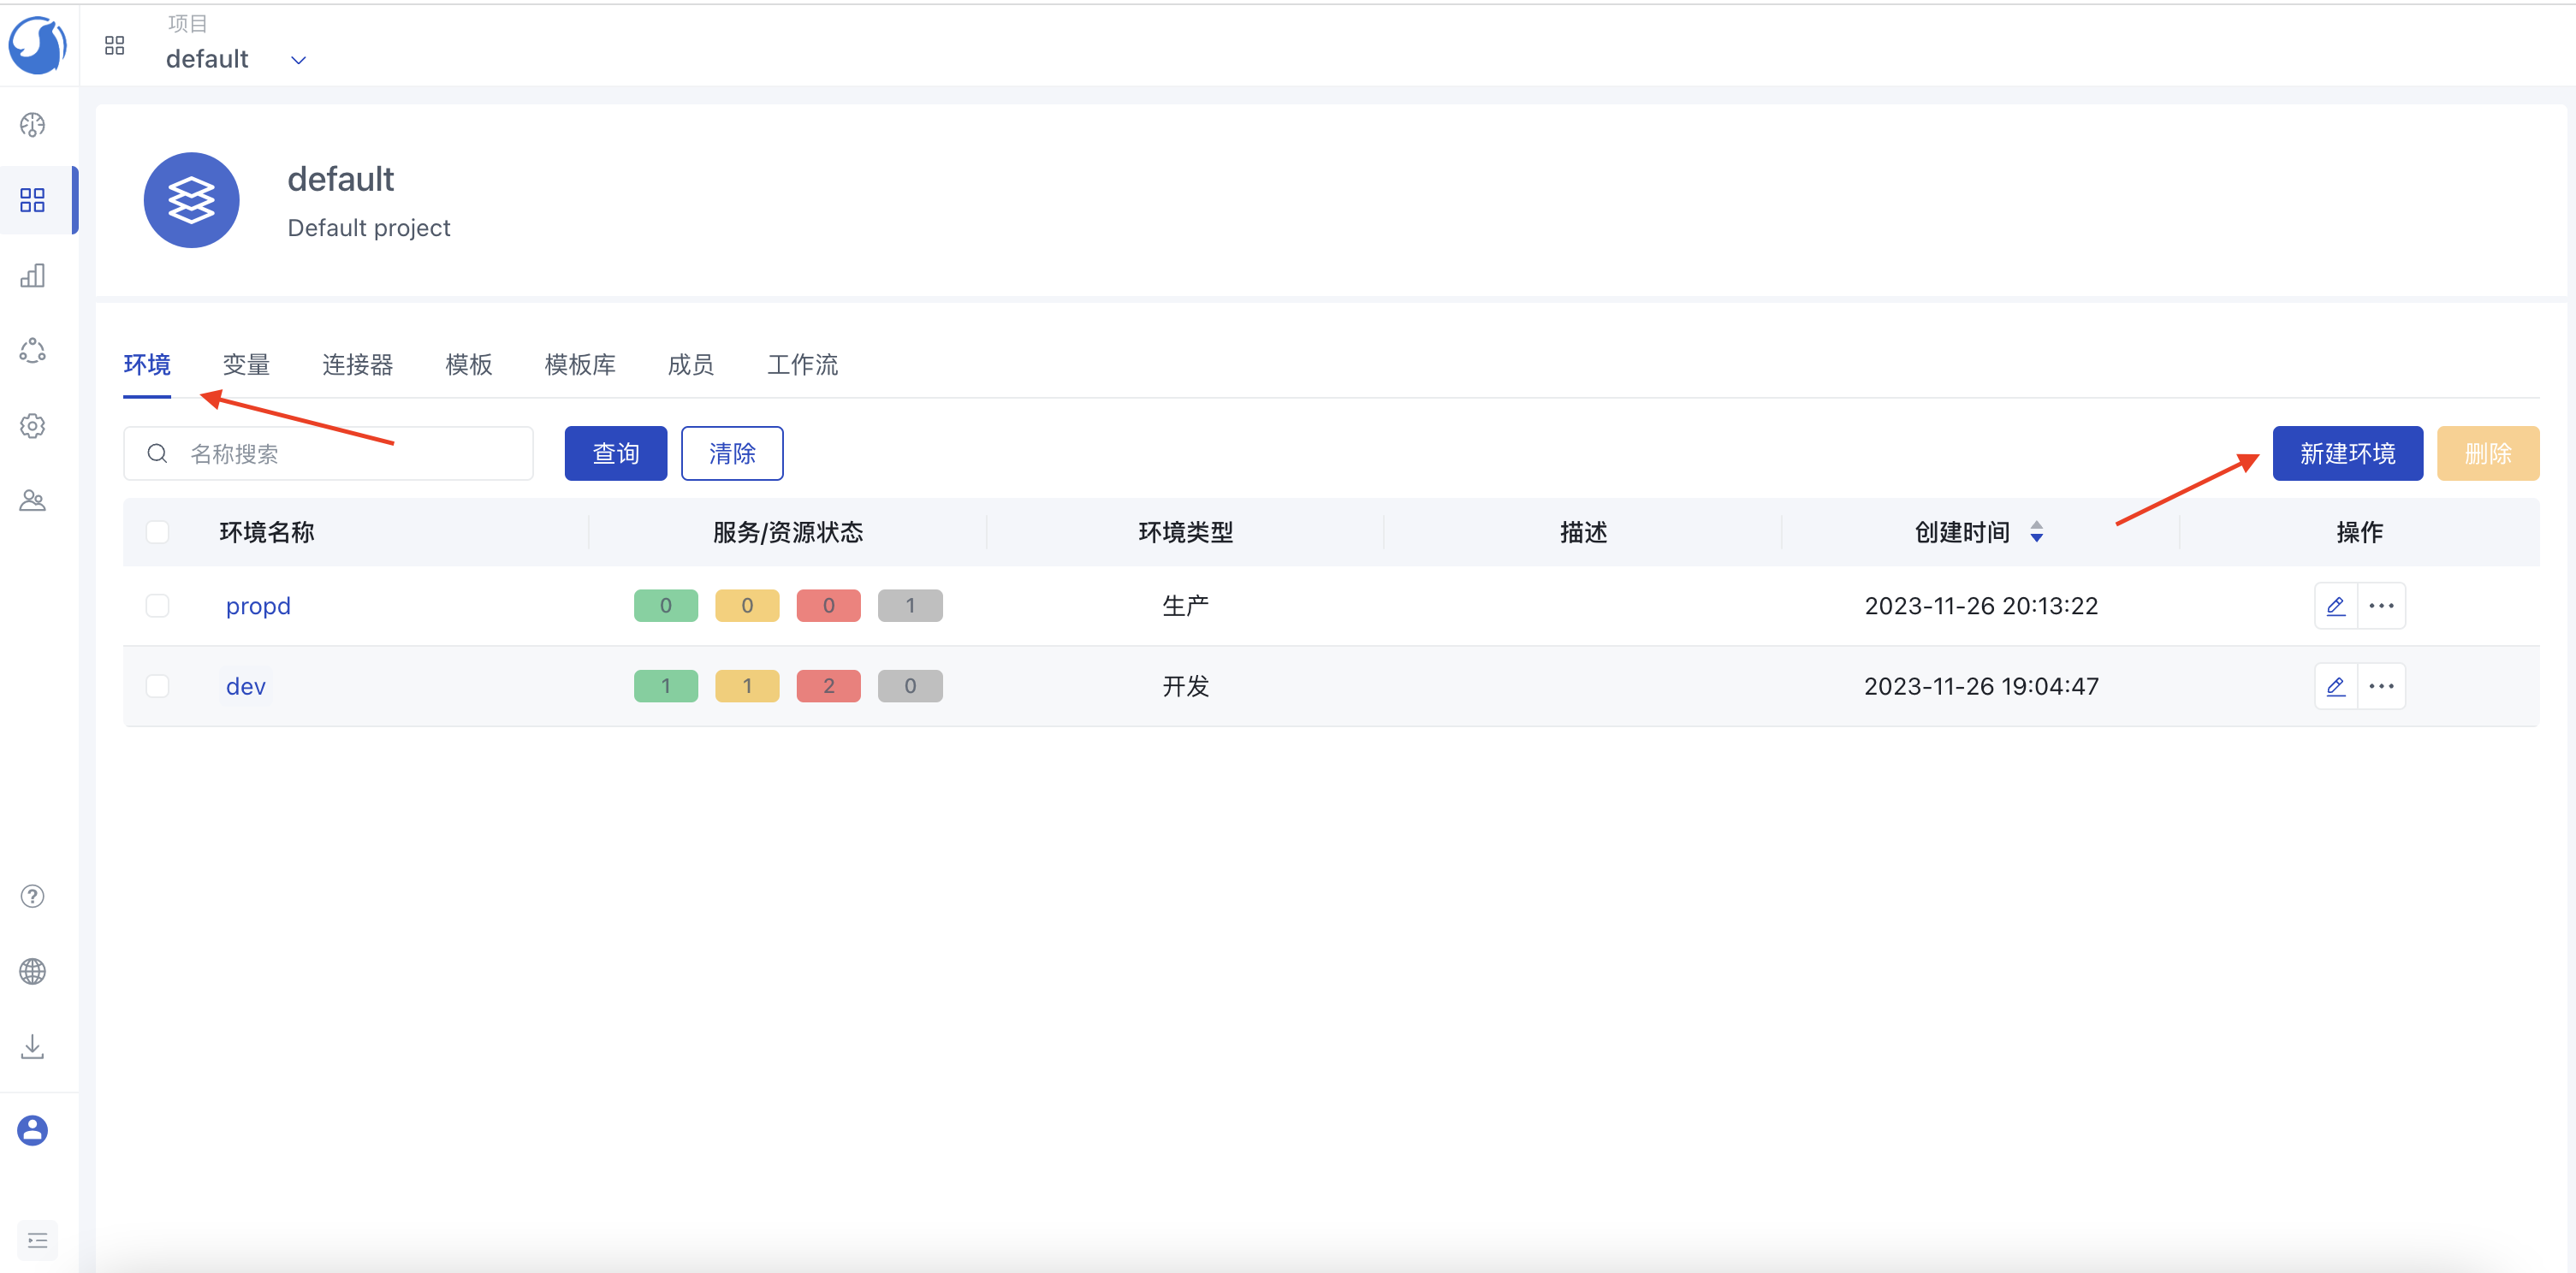 项目
default
default
Default project
环境 变量 连接器 模板 模板库 成员 工作流
名称搜索 查询 清除 新建环境 删除
环境名称 服务/资源状态 环境类型 描述 创建时间 操作
propd 0 0 0 1 生产 2023-11-26 20:13:22
dev 1 1 2 0 开发 2023-11-26 19:04:47